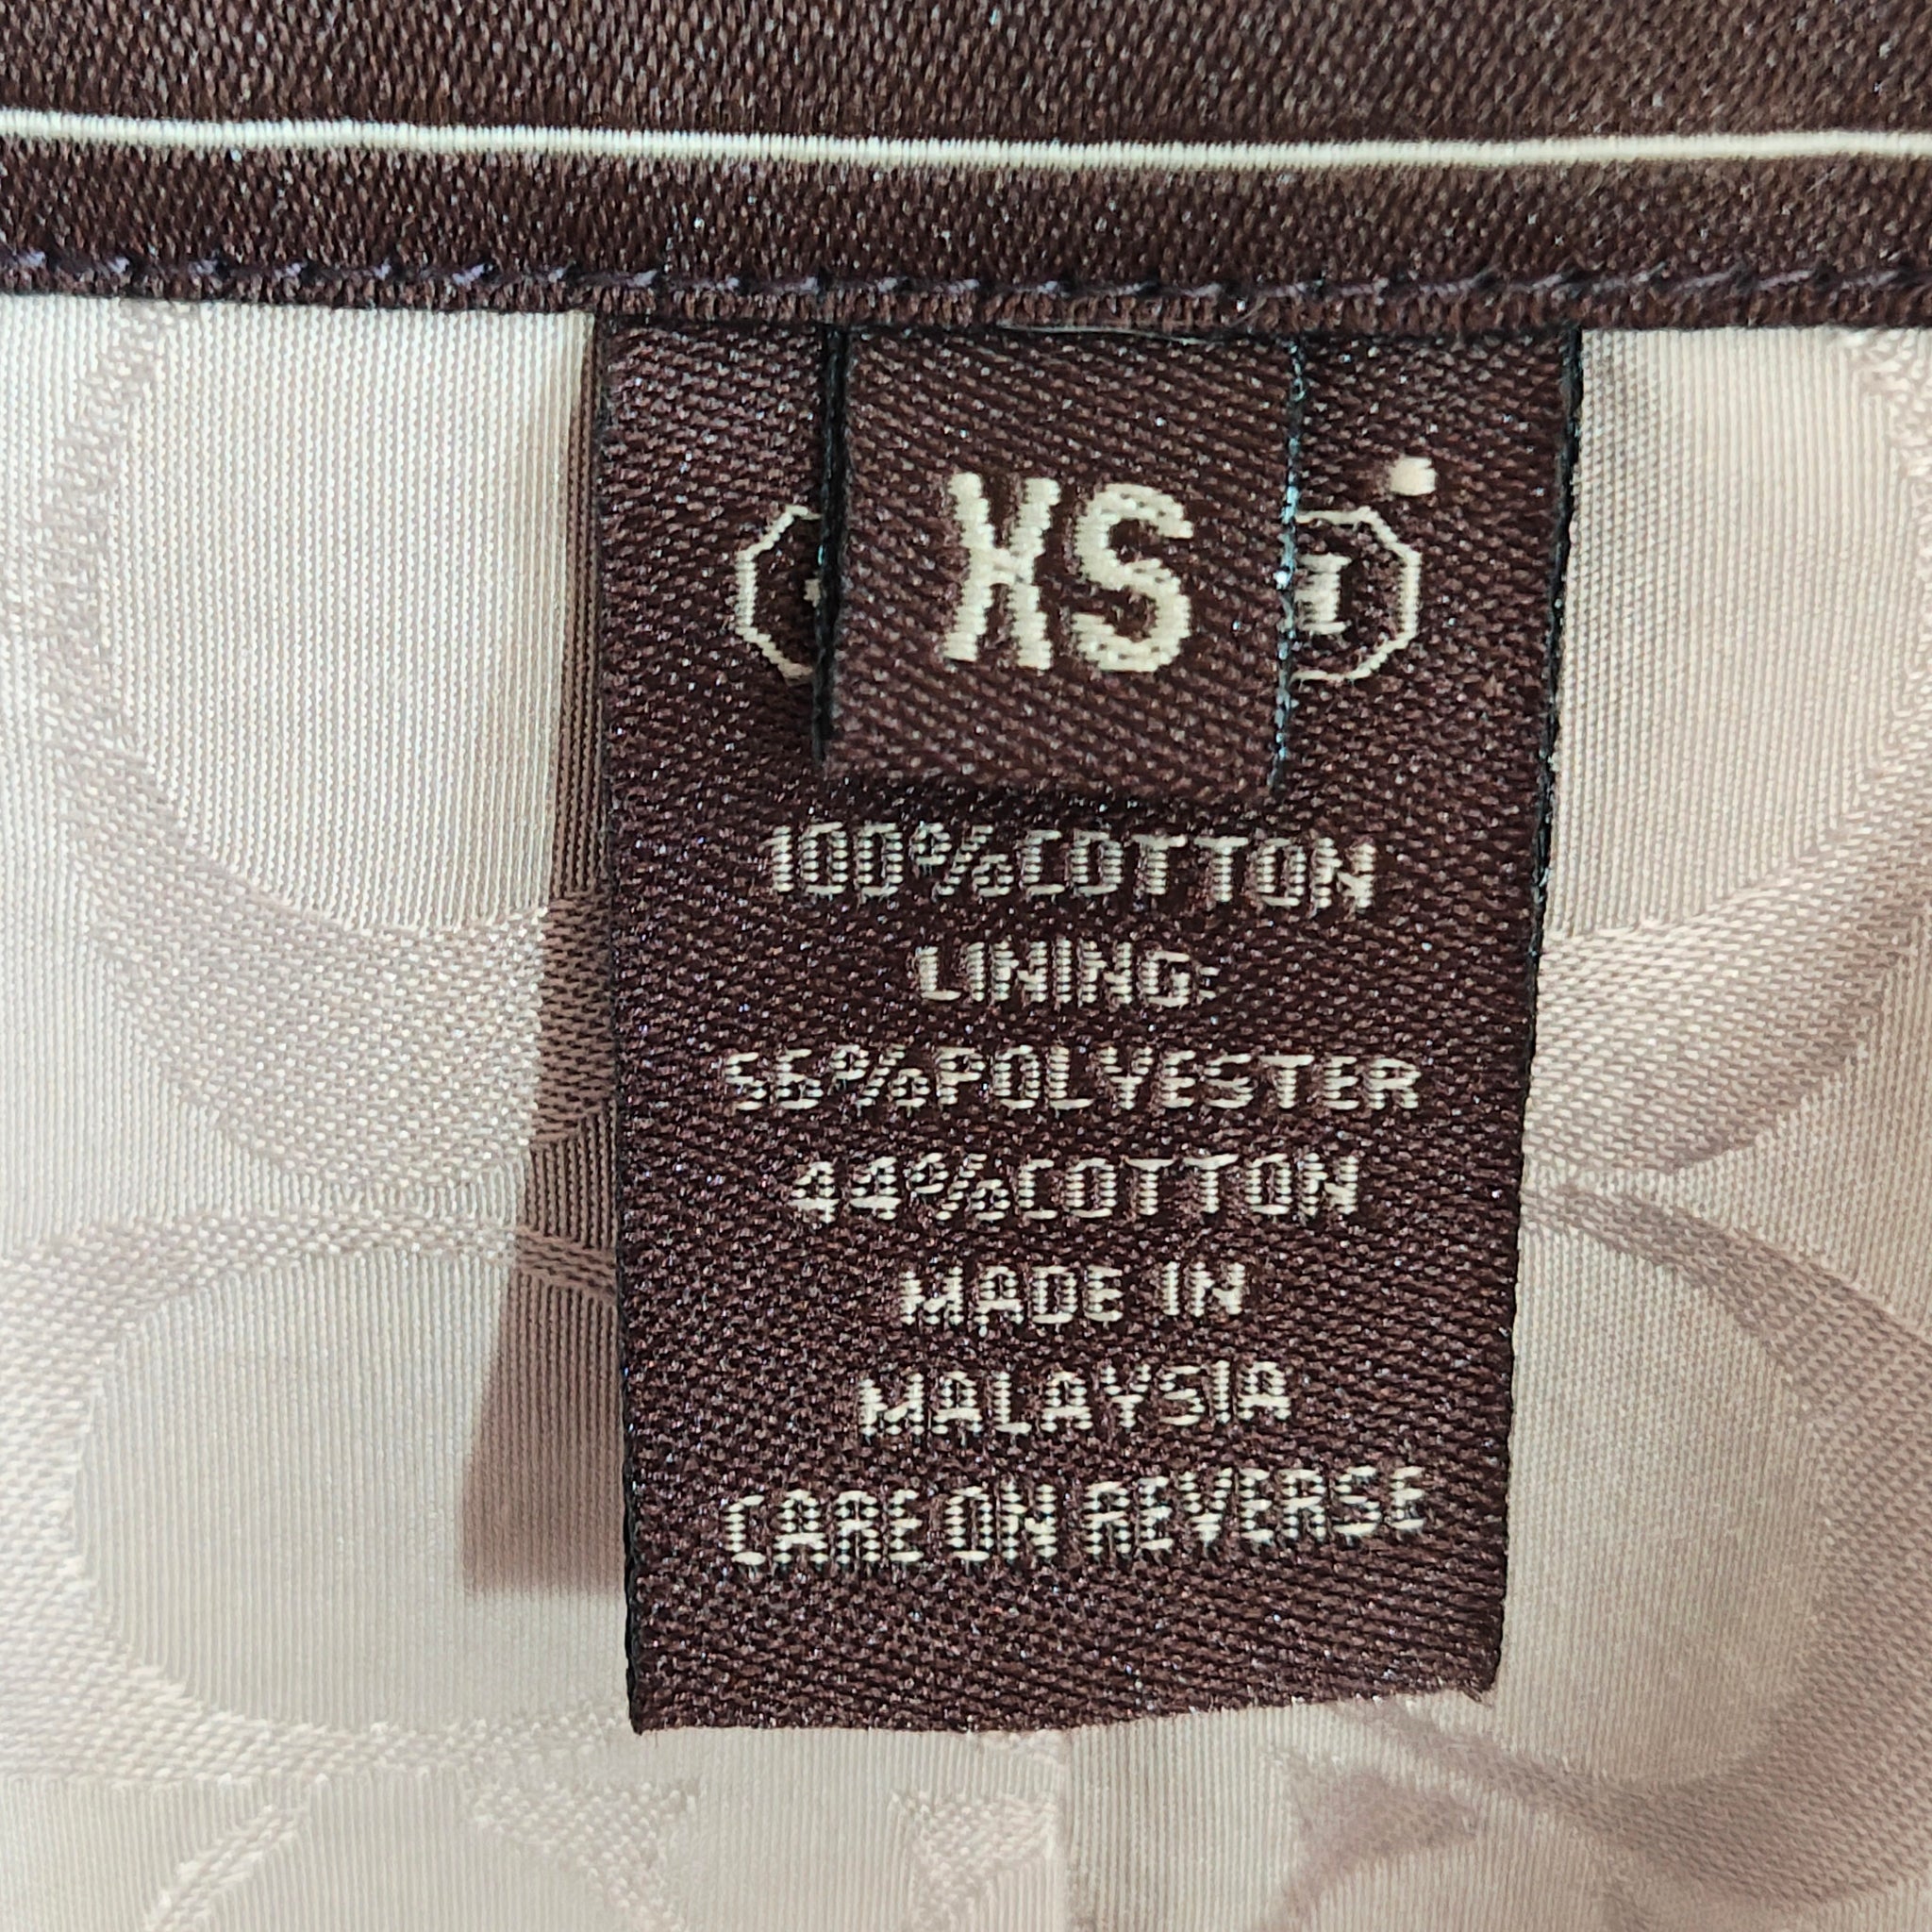 XS
100% COTTON
LINING:
56% POLYESTER
44% COTTON
MADE IN
MALAYSIA
CARE ON REVERSE